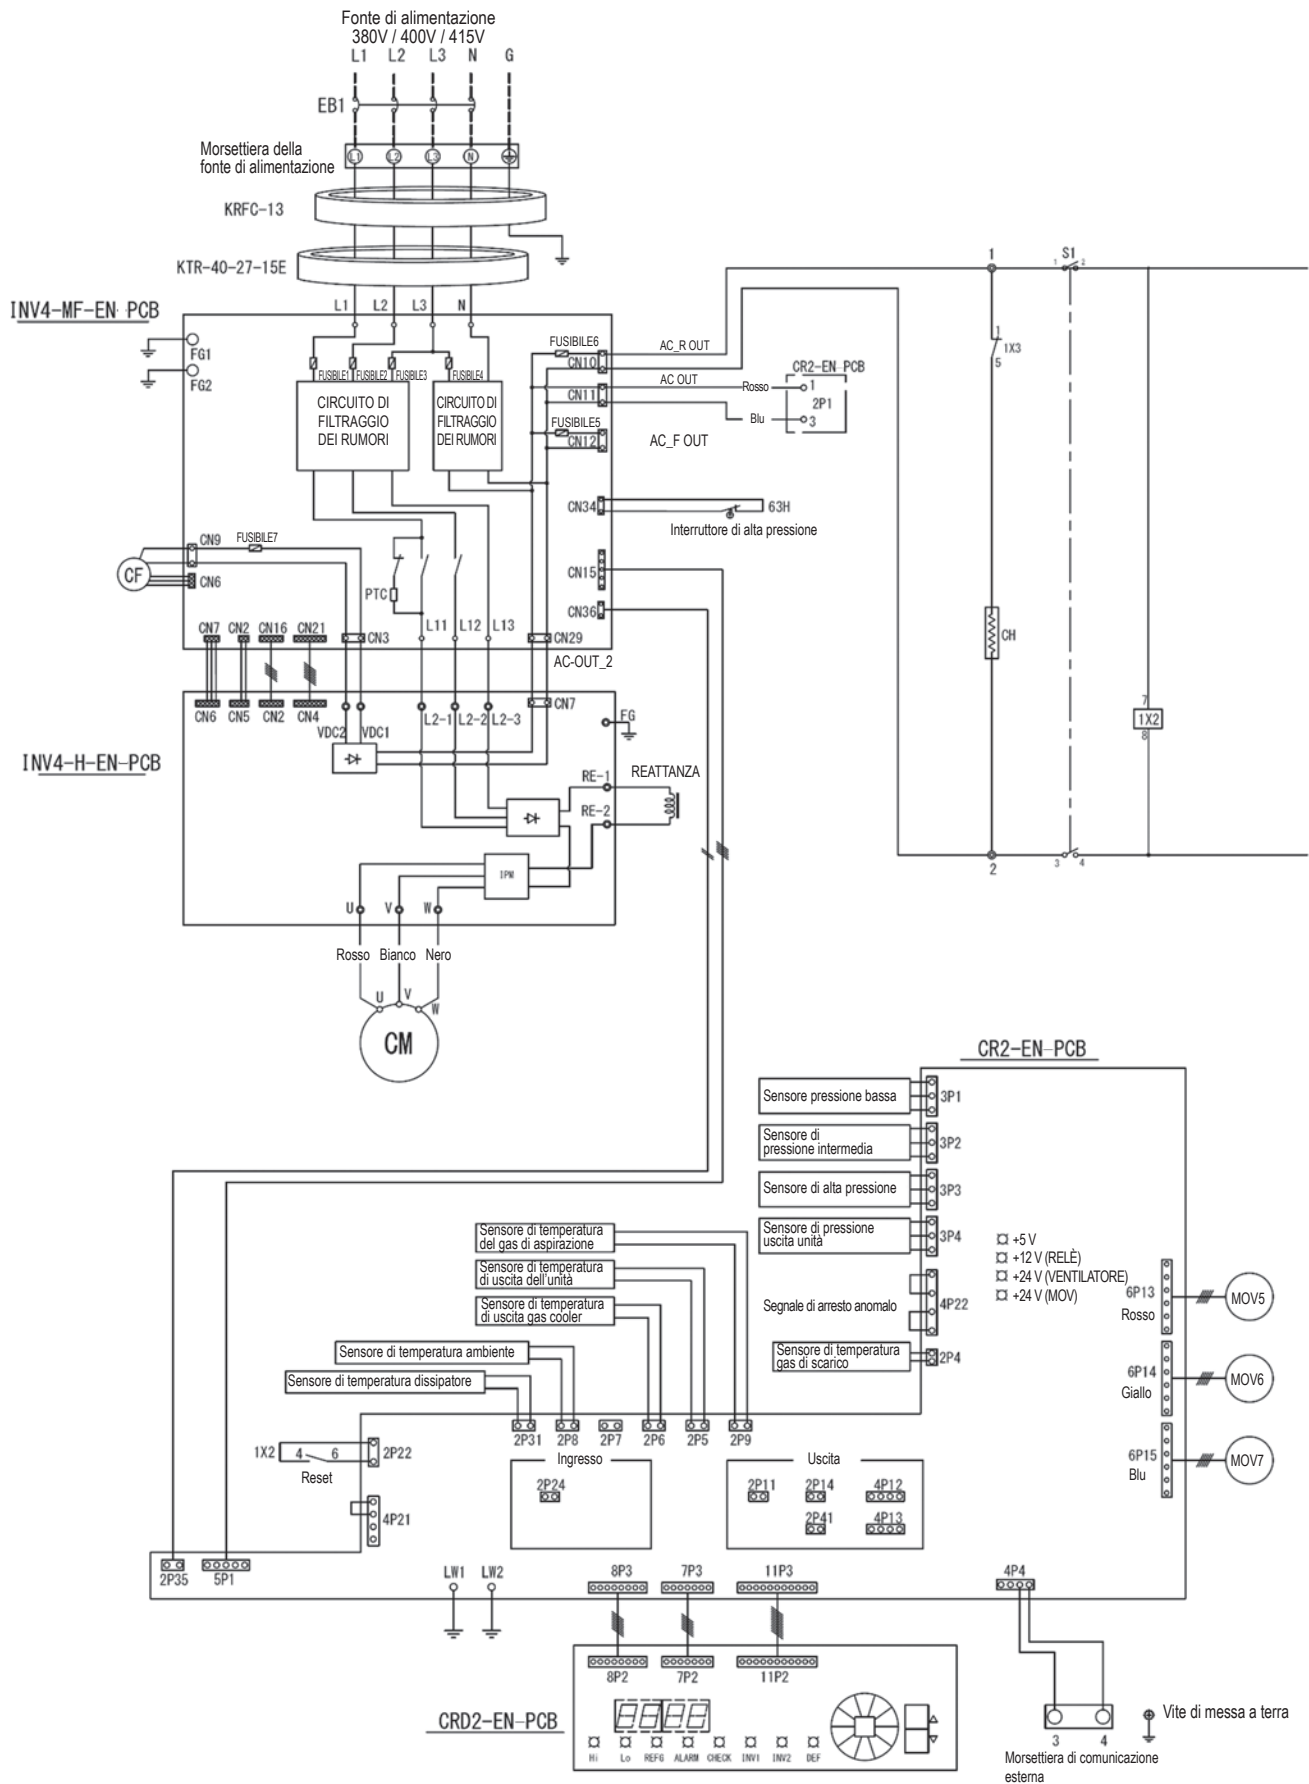 Fonte di alimentazione
380V / 400V / 415V
L1 L2 L3 N G
EB1
Morsettiera della
fonte di alimentazione
L1 L2 L3 N
KRFC-13
KTR-40-27-15E
INV4-MF-EN-PCB
L1 L2 L3 N
FG1
FG2
FUSIBILE1 FUSIBILE2 FUSIBILE3 FUSIBILE4
CIRCUITO DI
FILTRAGGIO
DEI RUMORI
CIRCUITO DI
FILTRAGGIO
DEI RUMORI
FUSIBILE6
CN10
AC_R OUT
CN11
AC OUT
FUSIBILE5
CN12
AC_F OUT
CR2-EN-PCB
Rosso 1
2P1
Blu 3
CN34
63H
Interruttore di alta pressione
CN15
CN36
CN9
FUSIBILE7
CF
CN6
PTC
CN7 CN2 CN16 CN21
CN3
L11 L12 L13
CN29
AC-OUT_2
CN6 CN5 CN2 CN4
VDC2 VDC1
L2-1 L2-2 L2-3
CN7
FG
INV4-H-EN-PCB
RE-1
RE-2
REATTANZA
IPM
U V W
Rosso Bianco Nero
U V W
CM
1
S1
1 2
1
1X3
5
CH
7
1X2
8
2
3 4
CR2-EN-PCB
Sensore pressione bassa
3P1
Sensore di
pressione intermedia
3P2
Sensore di alta pressione
3P3
Sensore di pressione
uscita unità
3P4
Segnale di arresto anomalo
4P22
Sensore di temperatura
gas di scarico
2P4
+5 V
+12 V (RELÈ)
+24 V (VENTILATORE)
+24 V (MOV)
6P13
Rosso
MOV5
6P14
Giallo
MOV6
6P15
Blu
MOV7
Sensore di temperatura
del gas di aspirazione
Sensore di temperatura
di uscita dell'unità
Sensore di temperatura
di uscita gas cooler
Sensore di temperatura ambiente
Sensore di temperatura dissipatore
2P31 2P8 2P7 2P6 2P5 2P9
1X2 4 6
Reset
2P22
4P21
Ingresso
2P24
Uscita
2P11 2P14 4P12
2P41 4P13
2P35 5P1
LW1 LW2
8P3 7P3 11P3
4P4
8P2 7P2 11P2
CRD2-EN-PCB
Hi Lo REFG ALARM CHECK INV1 INV2 DEF
3 4
Morsettiera di comunicazione
esterna
Vite di messa a terra